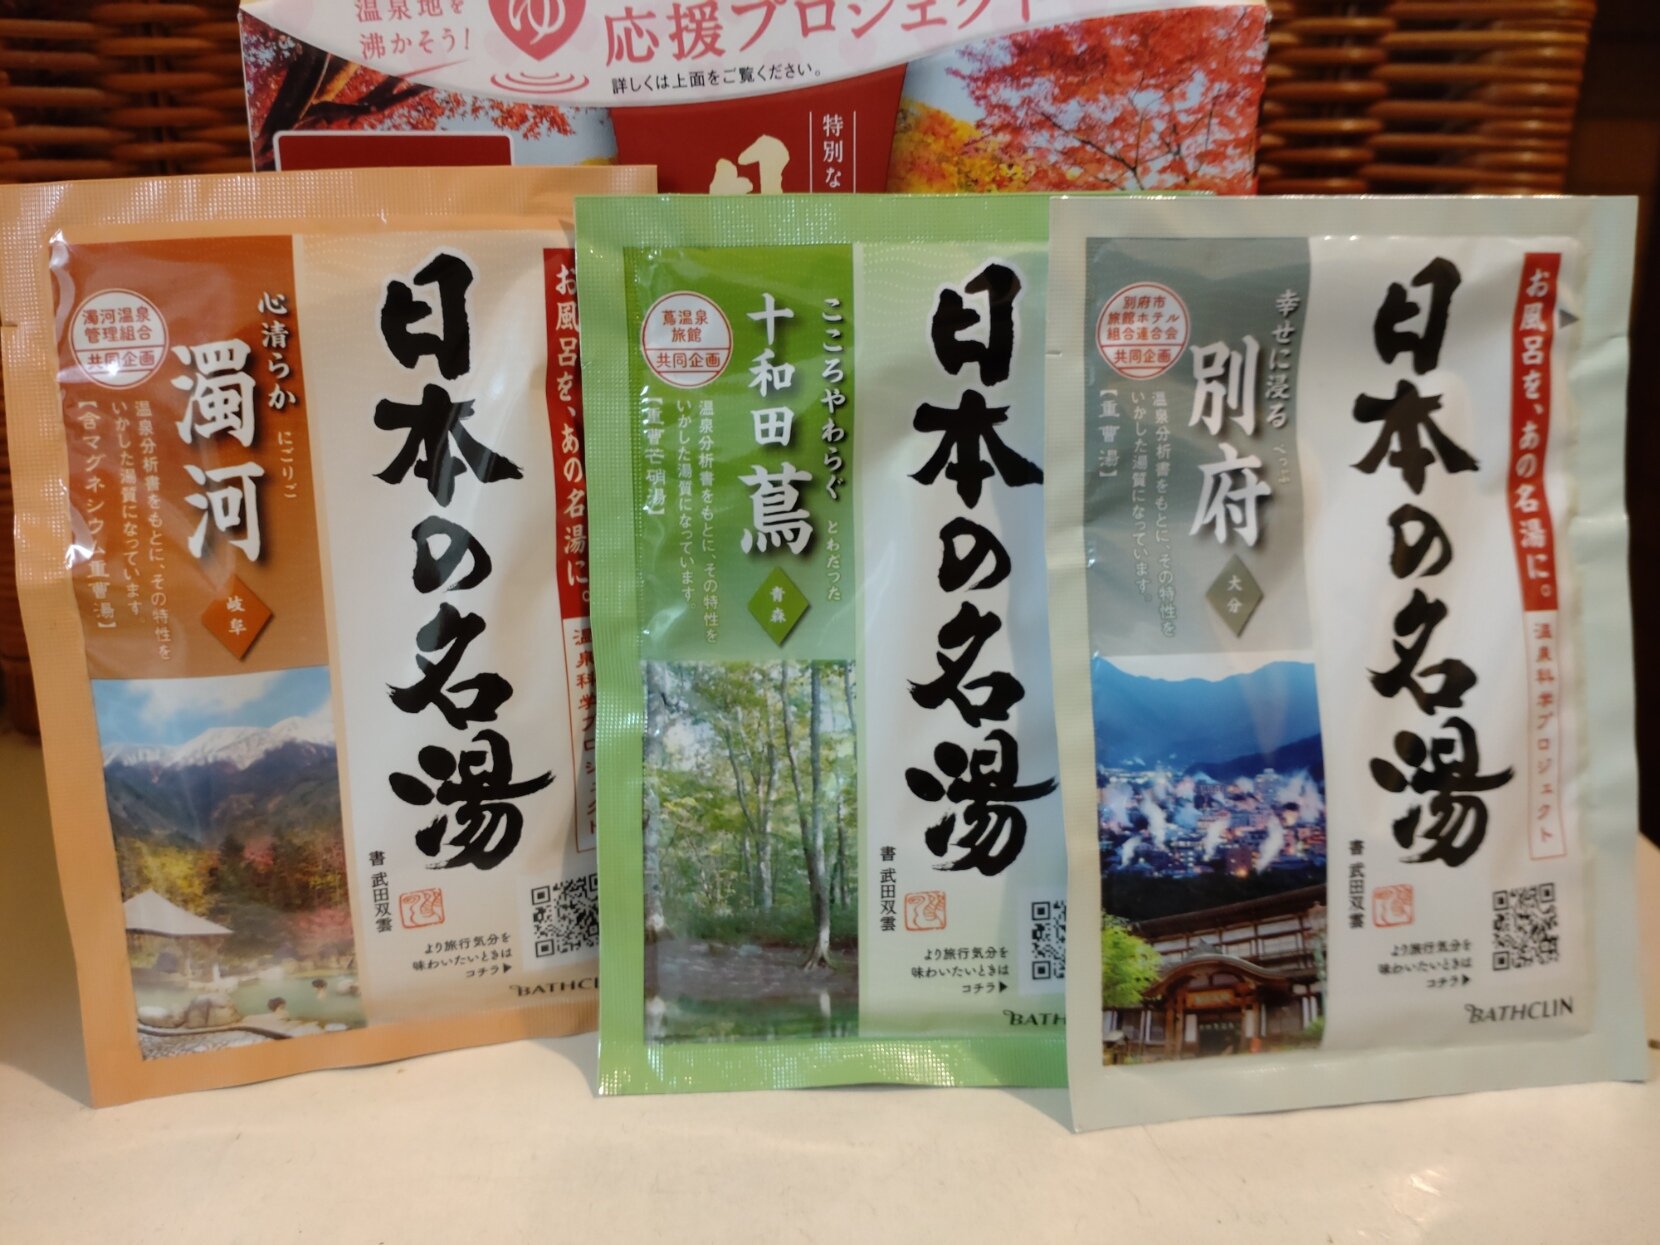 温泉地を
沸かそう!
ゆ
応援プロジェクト
詳しくは上面をご覧ください。
特別な
濁河温泉
管理組合
共同企画
心清らか
にごりご
濁河
岐阜
温泉分析書をもとに、その特性を
いかした湯質になっています。
【含マグネシウム重曹湯】
日本の名湯
お風呂を、あの名湯に。
温泉科学プロジェクト
書 武田双雲
より旅行気分を
味わいたいときは
コチラ▶
BATHCL
蔦温泉
旅館
共同企画
こころやわらぐ
とわだつた
十和田蔦
青森
温泉分析書をもとに、その特性を
いかした湯質になっています。
【重曹芒硝湯】
日本の名湯
書 武田双雲
より旅行気分を
味わいたいときは
コチラ▶
BATH
別府市
旅館ホテル
組合連合会
共同企画
幸せに浸る
べっぷ
別府
大分
温泉分析書をもとに、その特性を
いかした湯質になっています。
【重曹湯】
日本の名湯
お風呂を、あの名湯に。
温泉科学プロジェクト
書 武田双雲
より旅行気分を
味わいたいときは
コチラ▶
BATHCLIN